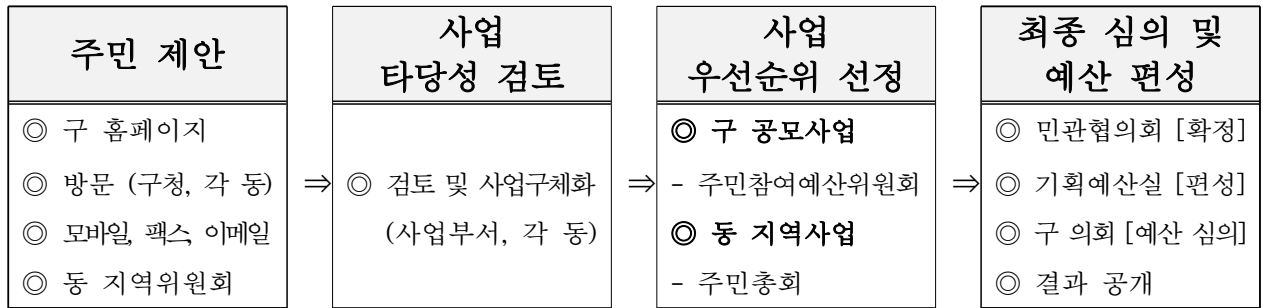 주민 제안
◎ 구 홈페이지
◎ 방문 (구청, 각 동)
◎ 모바일, 팩스, 이메일
◎ 동 지역위원회
⇒
사업
타당성 검토
◎ 검토 및 사업구체화
(사업부서, 각 동)
⇒
사업
우선순위 선정
◎ 구 공모사업
- 주민참여예산위원회
◎ 동 지역사업
- 주민총회
⇒
최종 심의 및
예산 편성
◎ 민관협의회 [확정]
◎ 기획예산실 [편성]
◎ 구 의회 [예산 심의]
◎ 결과 공개